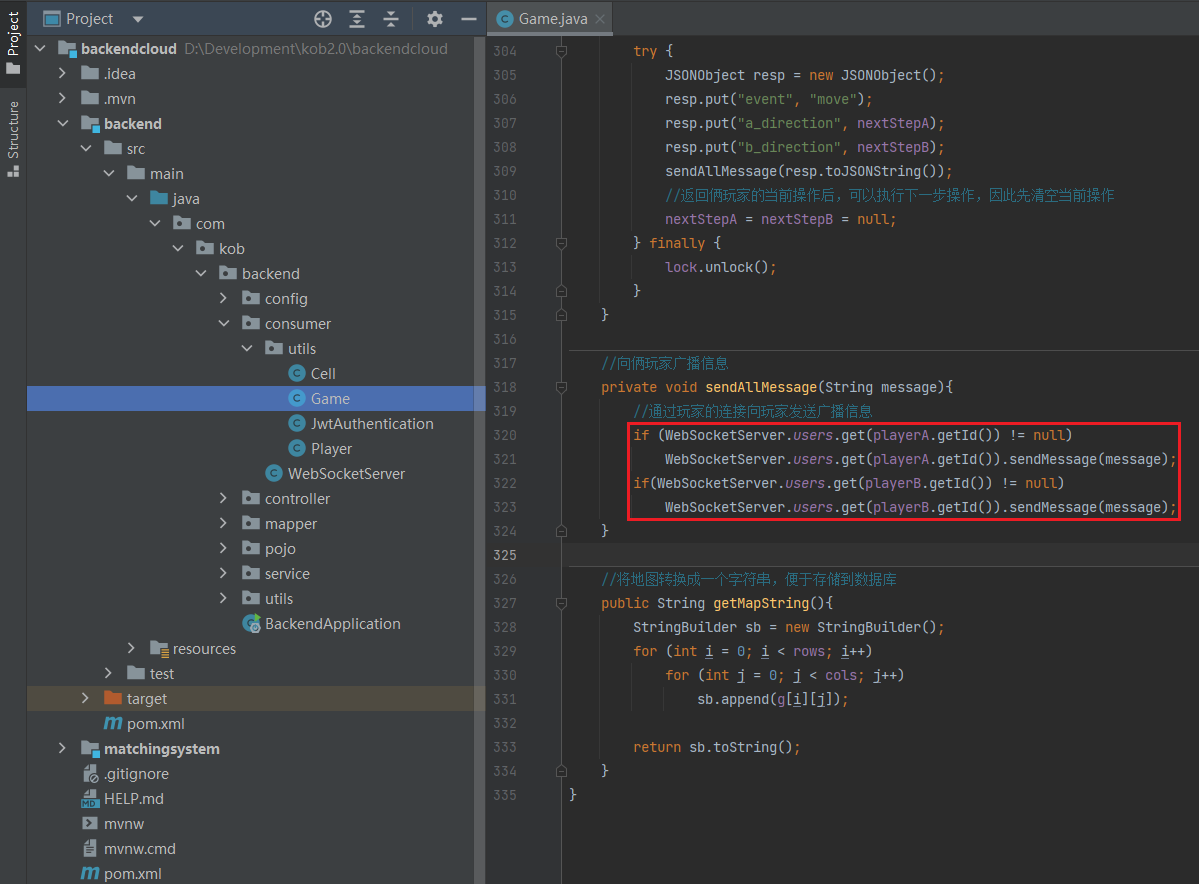 Project
Structure
Project
backendcloud D:\Development\kob2.0\backendcloud
.idea
.mvn
backend
src
main
java
com
kob
backend
config
consumer
utils
Cell
Game
JwtAuthentication
Player
WebSocketServer
controller
mapper
pojo
service
utils
BackendApplication
resources
test
target
pom.xml
matchingsystem
.gitignore
HELP.md
mvnw
mvnw.cmd
pom.xml
Game.java
304 try {
305 JSONObject resp = new JSONObject();
306 resp.put("event", "move");
307 resp.put("a_direction", nextStepA);
308 resp.put("b_direction", nextStepB);
309 sendAllMessage(resp.toJSONString());
310 //返回俩玩家的当前操作后，可以执行下一步操作，因此先清空当前操作
311 nextStepA = nextStepB = null;
312 } finally {
313 lock.unlock();
314 }
315 }
316
317 //向俩玩家广播信息
318 private void sendAllMessage(String message){
319 //通过玩家的连接向玩家发送广播信息
320 if (WebSocketServer.users.get(playerA.getId()) != null)
321 WebSocketServer.users.get(playerA.getId()).sendMessage(message);
322 if(WebSocketServer.users.get(playerB.getId()) != null)
323 WebSocketServer.users.get(playerB.getId()).sendMessage(message);
324 }
325
326 //将地图转换成一个字符串，便于存储到数据库
327 public String getMapString(){
328 StringBuilder sb = new StringBuilder();
329 for (int i = 0; i < rows; i++)
330 for (int j = 0; j < cols; j++)
331 sb.append(g[i][j]);
332
333 return sb.toString();
334 }
335 }